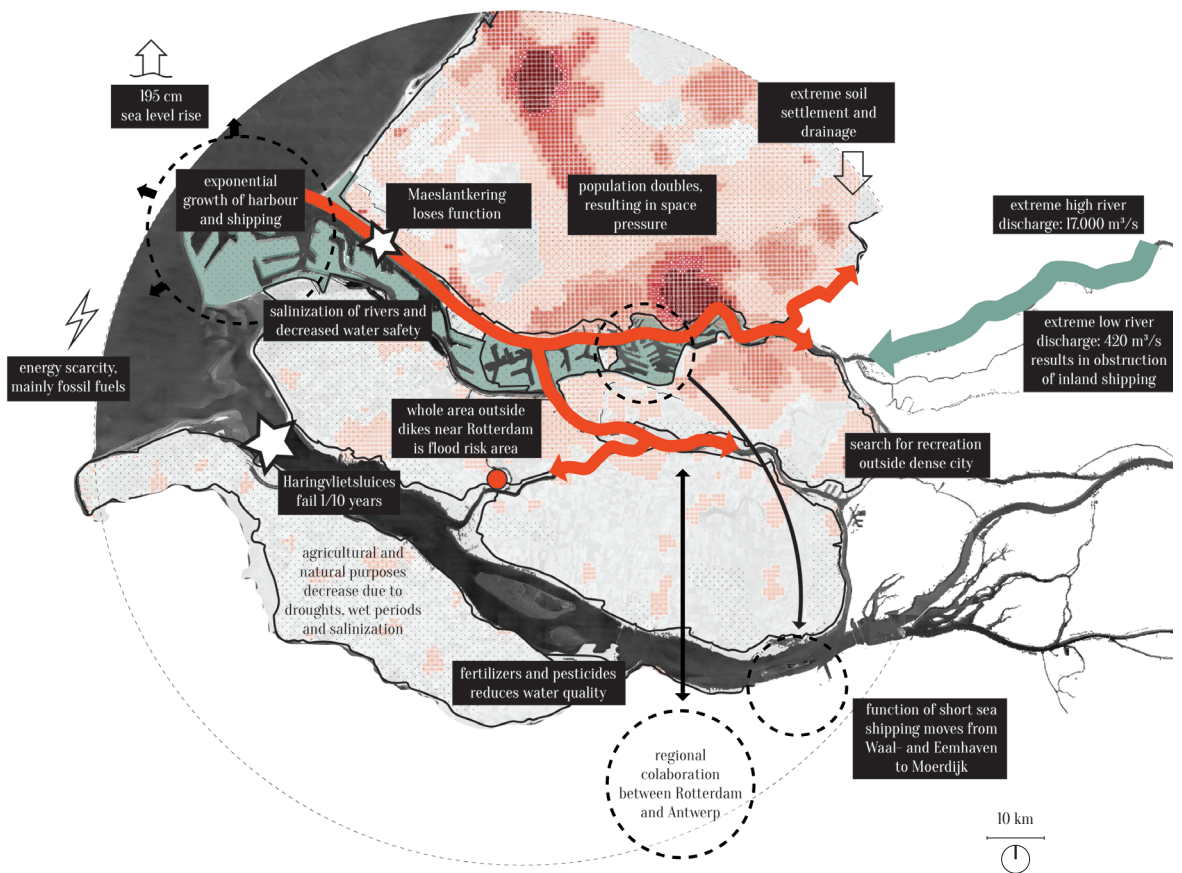 195 cm
sea level rise
extreme soil
settlement and
drainage
exponential
growth of harbour
and shipping
Maeslantkering
loses function
population doubles,
resulting in space
pressure
extreme high river
discharge: 17.000 m³/s
salinization of rivers and
decreased water safety
extreme low river
discharge: 420 m³/s
results in obstruction
of inland shipping
energy scarcity,
mainly fossil fuels
whole area outside
dikes near Rotterdam
is flood risk area
search for recreation
outside dense city
Haringvlietsluices
fail 1/10 years
agricultural and
natural purposes
decrease due to
droughts, wet periods
and salinization
fertilizers and pesticides
reduces water quality
function of short sea
shipping moves from
Waal- and Eemhaven
to Moerdijk
regional
colaboration
between Rotterdam
and Antwerp
10 km